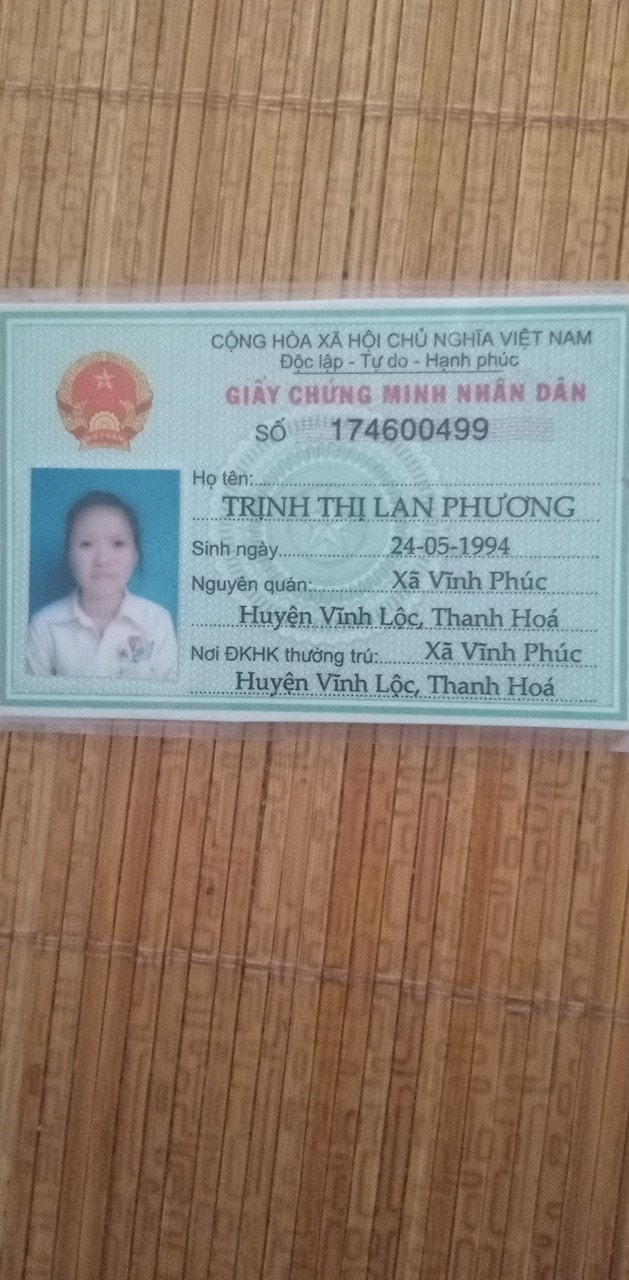 CỘNG HÒA XÃ HỘI CHỦ NGHĨA VIỆT NAM
Độc lập - Tự do - Hạnh phúc
GIẤY CHỨNG MINH NHÂN DÂN
SỐ 174600499
Họ tên:
TRỊNH THỊ LAN PHƯƠNG
Sinh ngày 24-05-1994
Nguyên quán: Xã Vĩnh Phúc
Huyện Vĩnh Lộc, Thanh Hoá
Nơi ĐKHK thường trú: Xã Vĩnh Phúc
Huyện Vĩnh Lộc, Thanh Hoá